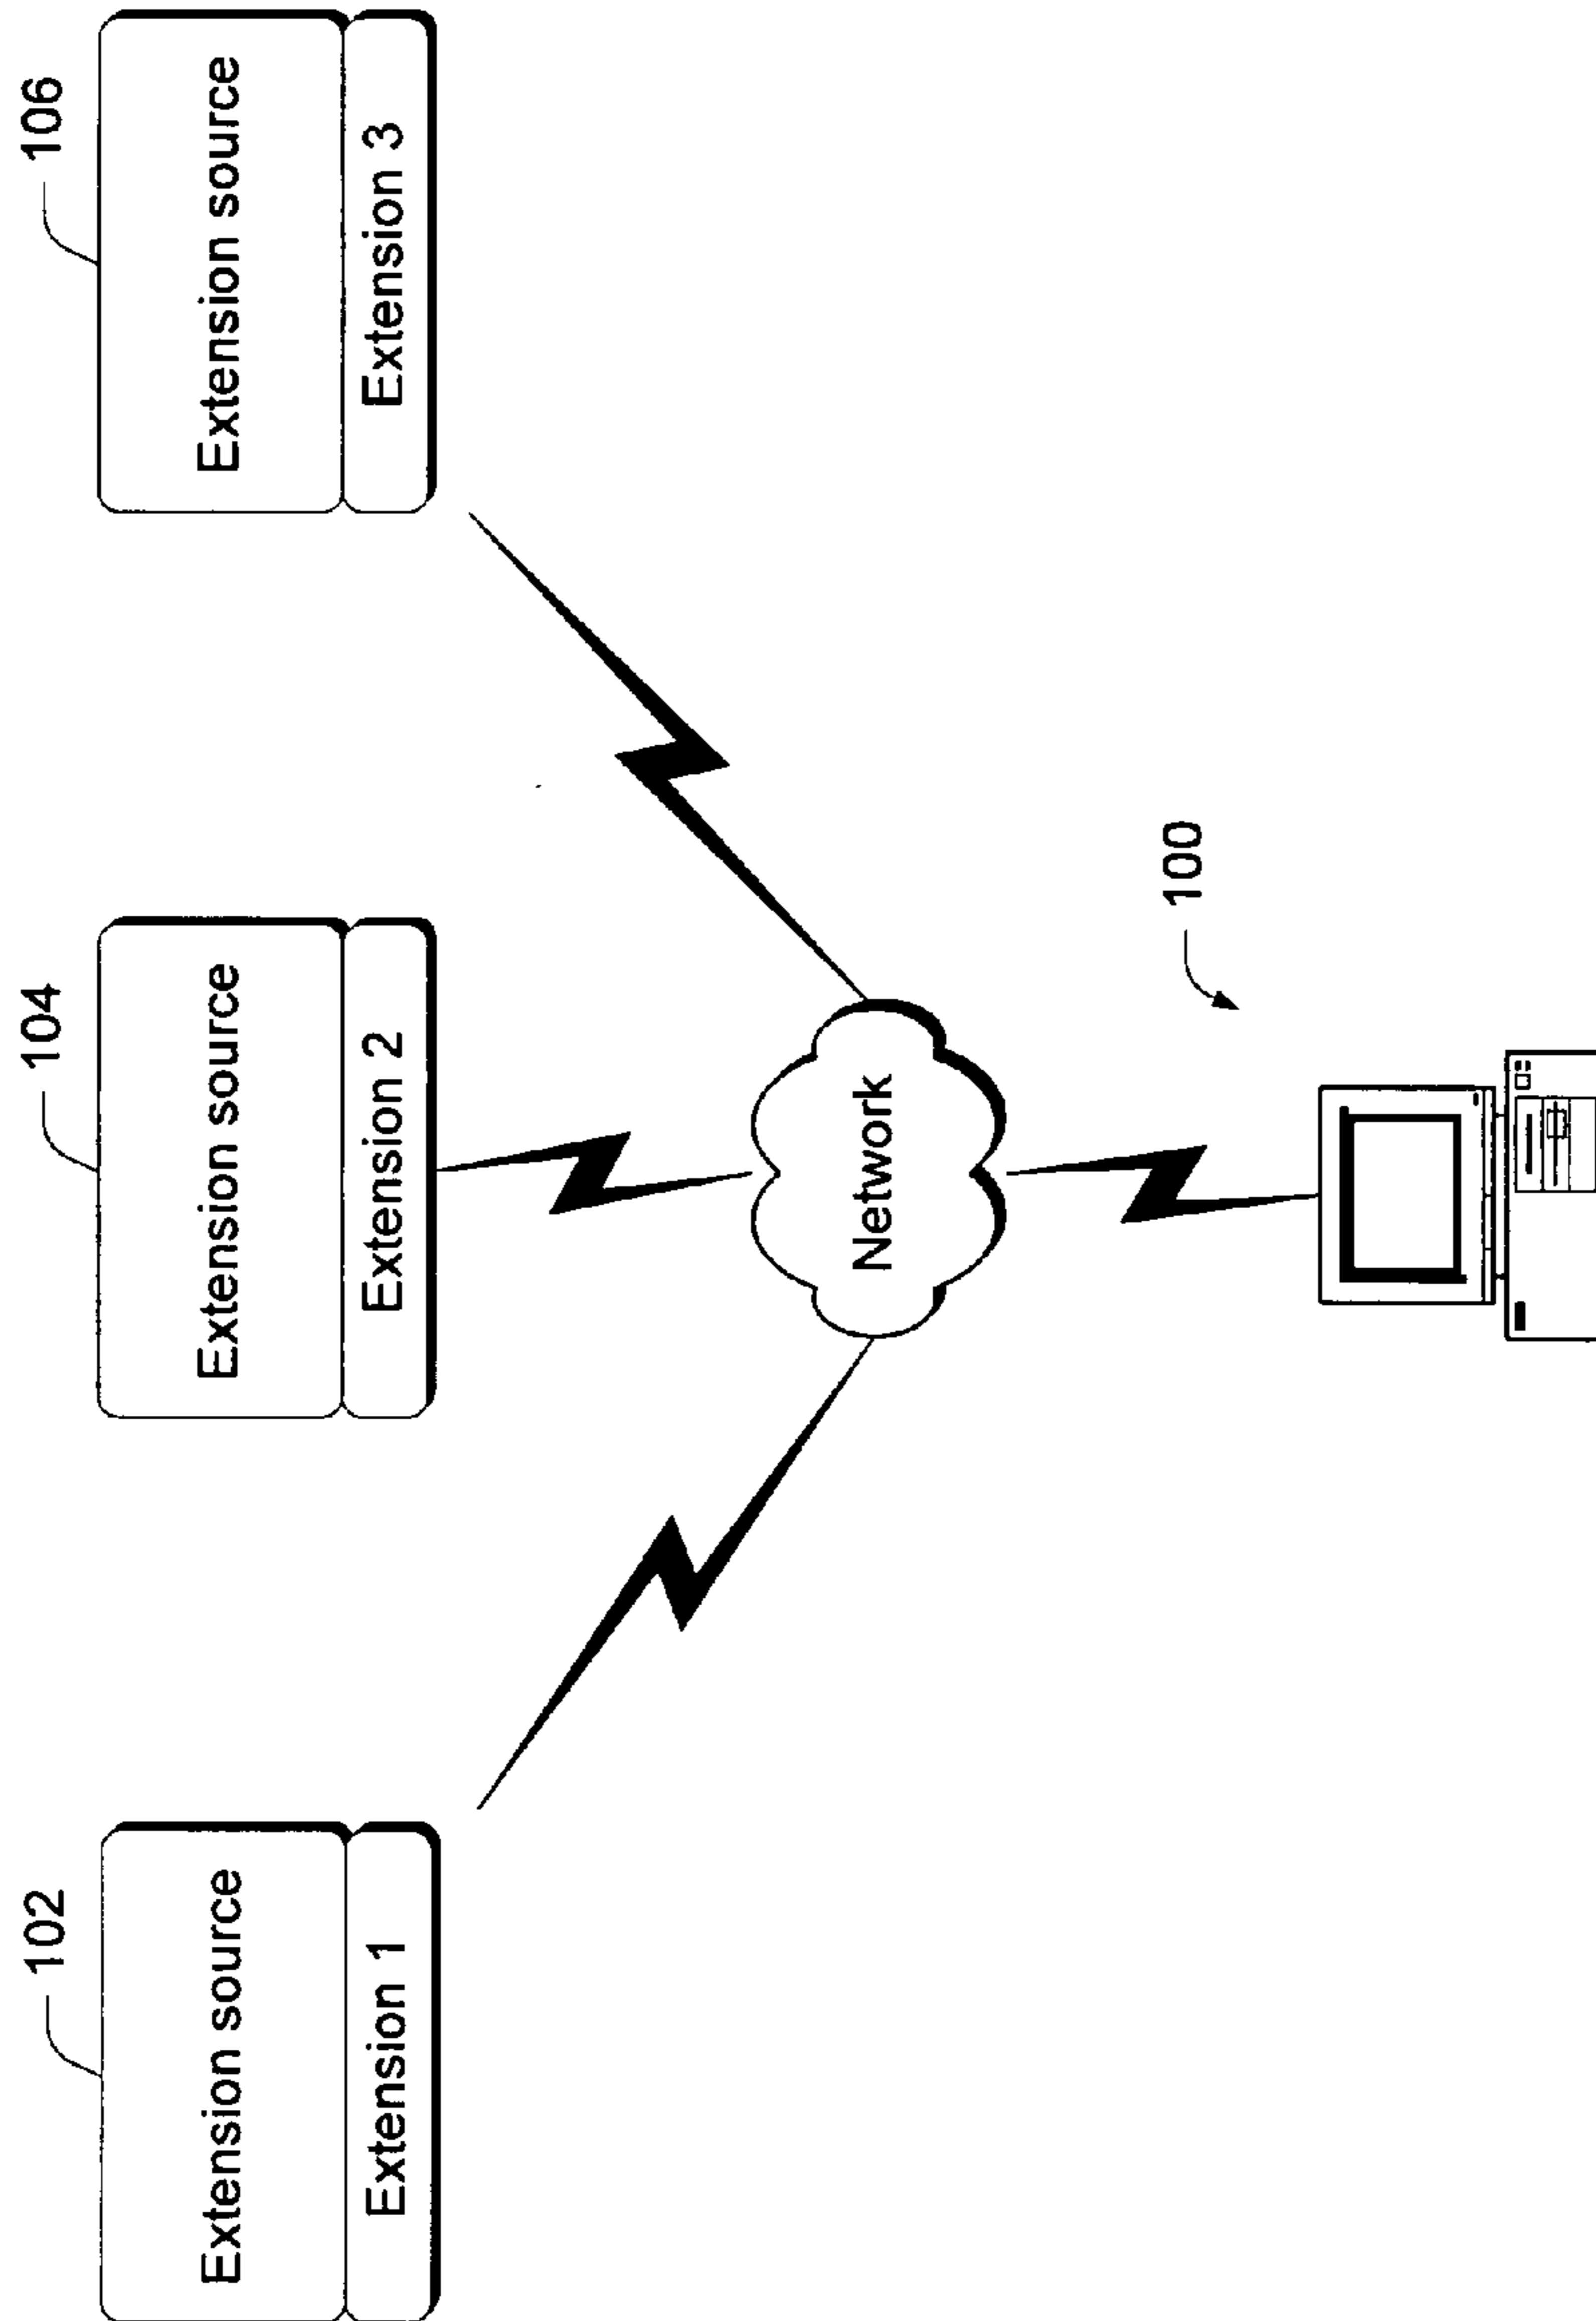 102
Extension source
Extension 1
104
Extension source
Extension 2
106
Extension source
Extension 3
Network
100